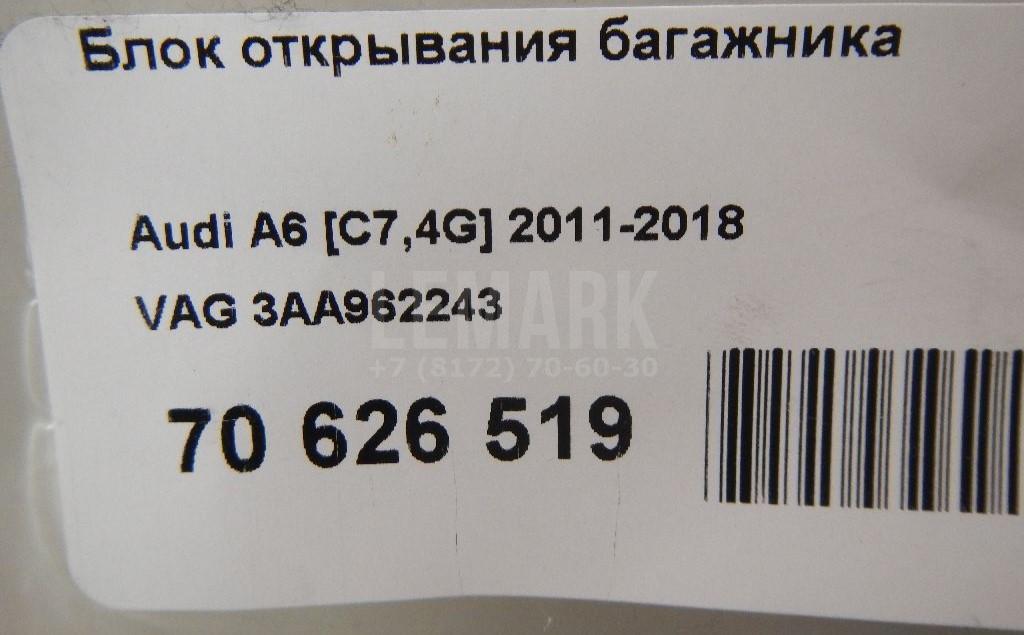 Блок открывания багажника
Audi A6 [C7,4G] 2011-2018
VAG 3AA962243
LEMARK
+7 (8172) 70-60-30
70 626 519